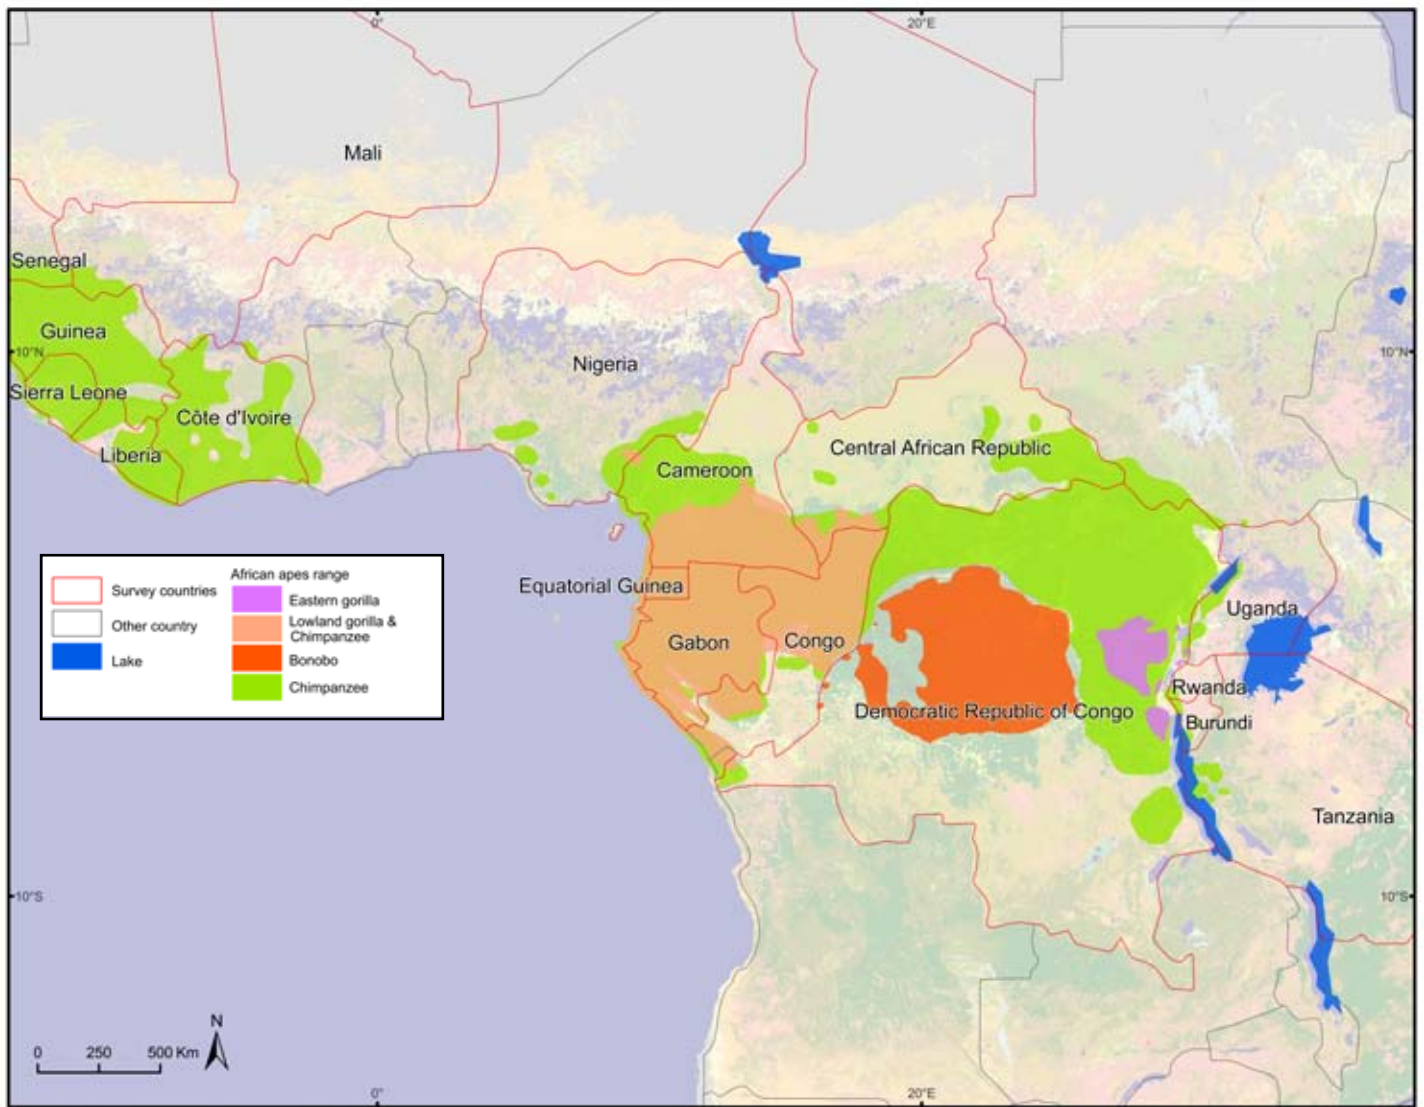 0°
20°E
Mali
Senegal
Guinea
10°N
10°N
Nigeria
Sierra Leone
Côte d'Ivoire
Liberia
Cameroon
Central African Republic
Survey countries
Other country
Lake
African apes range
Eastern gorilla
Lowland gorilla &
Chimpanzee
Bonobo
Chimpanzee
Equatorial Guinea
Gabon
Congo
Uganda
Rwanda
Democratic Republic of Congo
Burundi
Tanzania
10°S
10°S
N
0 250 500 Km
0°
20°E